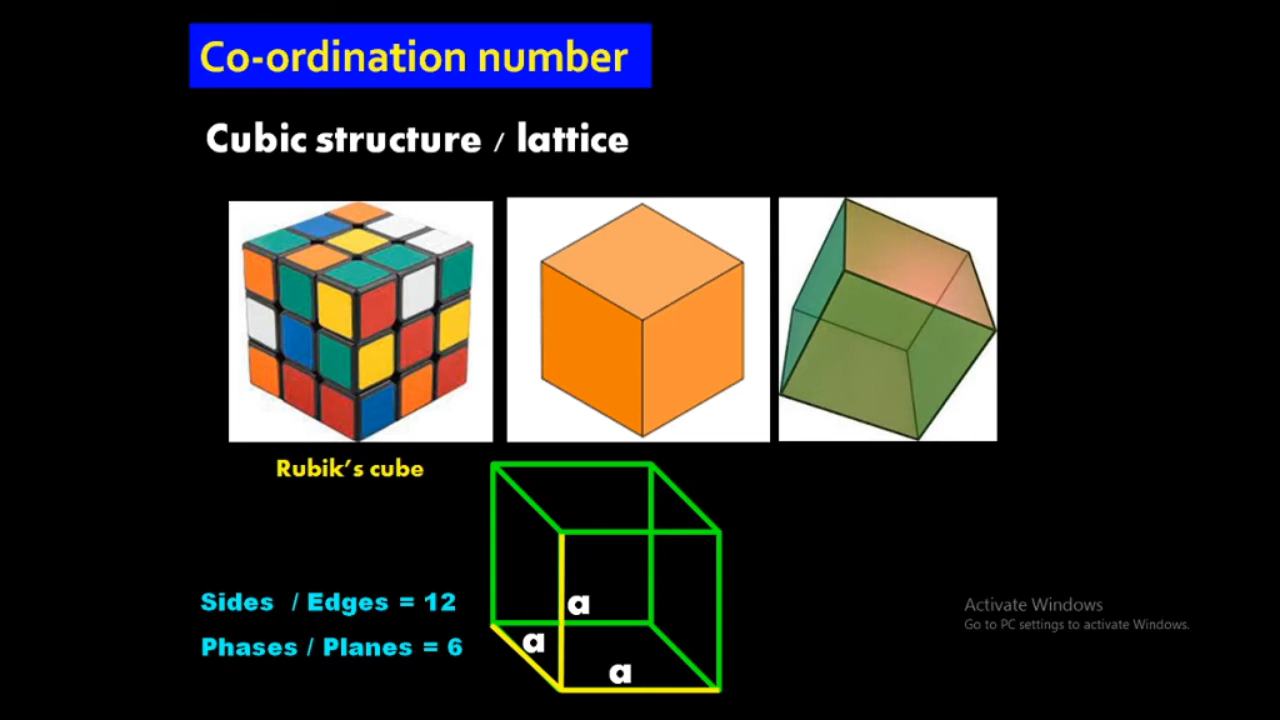 Co-ordination number
Cubic structure / lattice
Rubik's cube
Sides / Edges = 12
Phases / Planes = 6
a
a
a
Activate Windows
Go to PC settings to activate Windows.